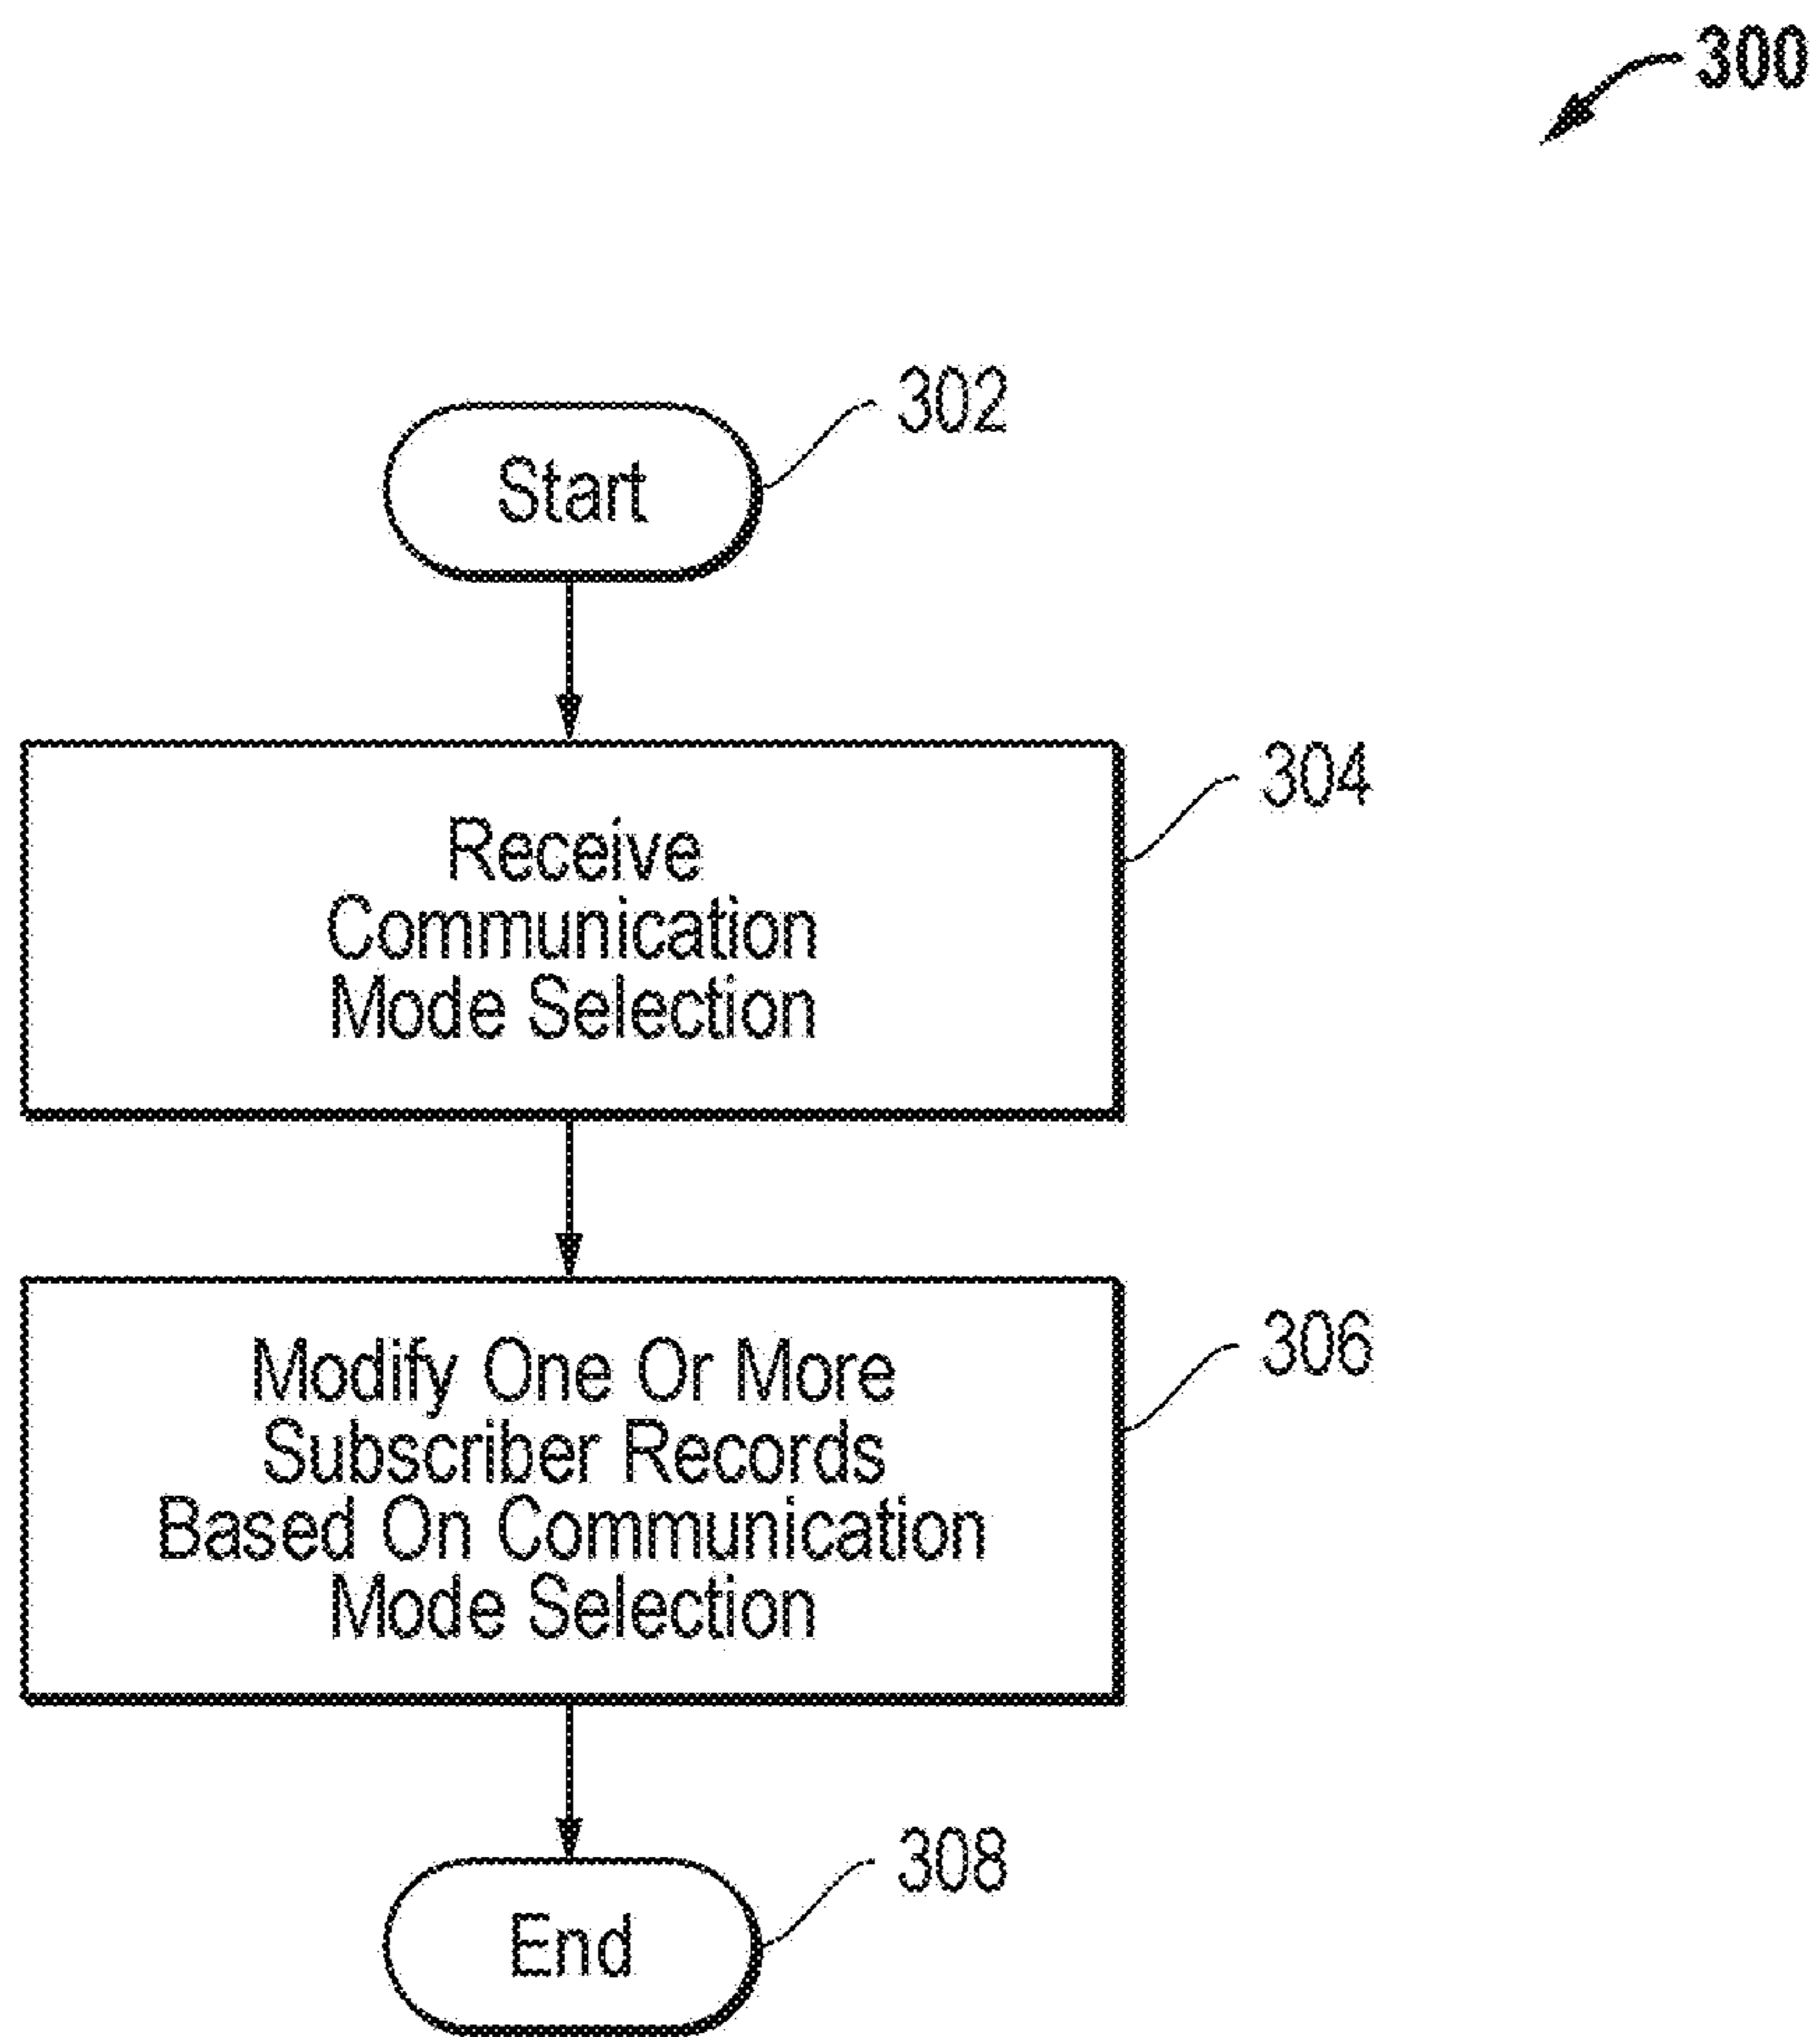 300
302
Start
304
Receive
Communication
Mode Selection
306
Modify One Or More
Subscriber Records
Based On Communication
Mode Selection
308
End